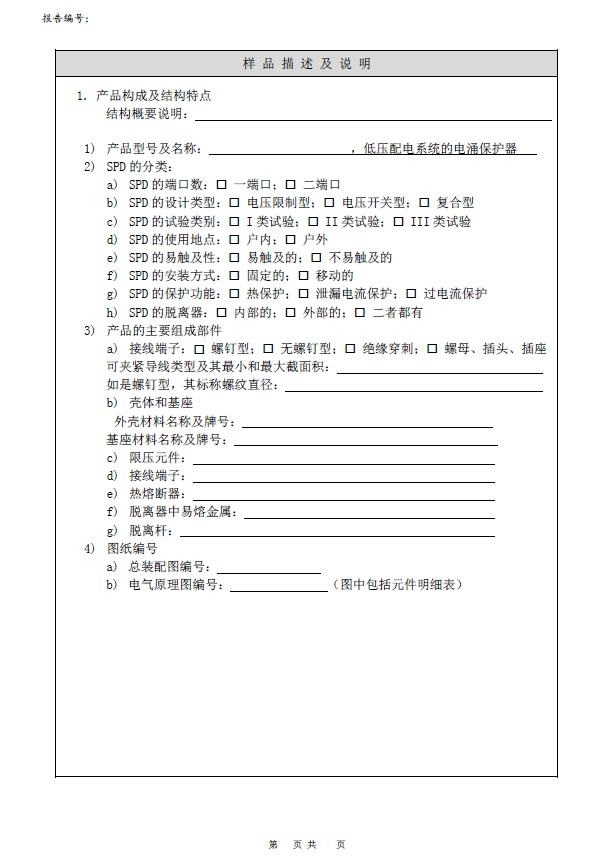 报告编号:
样 品 描 述 及 说 明
1. 产品构成及结构特点
结构概要说明:
1) 产品型号及名称: ,低压配电系统的电涌保护器
2) SPD 的分类:
a) SPD 的端口数:□ 一端口;□ 二端口
b) SPD 的设计类型:□ 电压限制型;□ 电压开关型;□ 复合型
c) SPD 的试验类别:□ I 类试验;□ II 类试验;□ III 类试验
d) SPD 的使用地点:□ 户内;□ 户外
e) SPD 的易触及性:□ 易触及的;□ 不易触及的
f) SPD 的安装方式:□ 固定的;□ 移动的
g) SPD 的保护功能:□ 热保护;□ 泄漏电流保护;□ 过电流保护
h) SPD 的脱离器:□ 内部的;□ 外部的;□ 二者都有
3) 产品的主要组成部件
a) 接线端子:□ 螺钉型;□ 无螺钉型;□ 绝缘穿刺;□ 螺母、插头、插座
可夹紧导线类型及其最小和最大截面积:
如是螺钉型,其标称螺纹直径:
b) 壳体和基座
外壳材料名称及牌号:
基座材料名称及牌号:
c) 限压元件:
d) 接线端子:
e) 热熔断器:
f) 脱离器中易熔金属:
g) 脱离杆:
4) 图纸编号
a) 总装配图编号:
b) 电气原理图编号: (图中包括元件明细表)
第 页 共 页